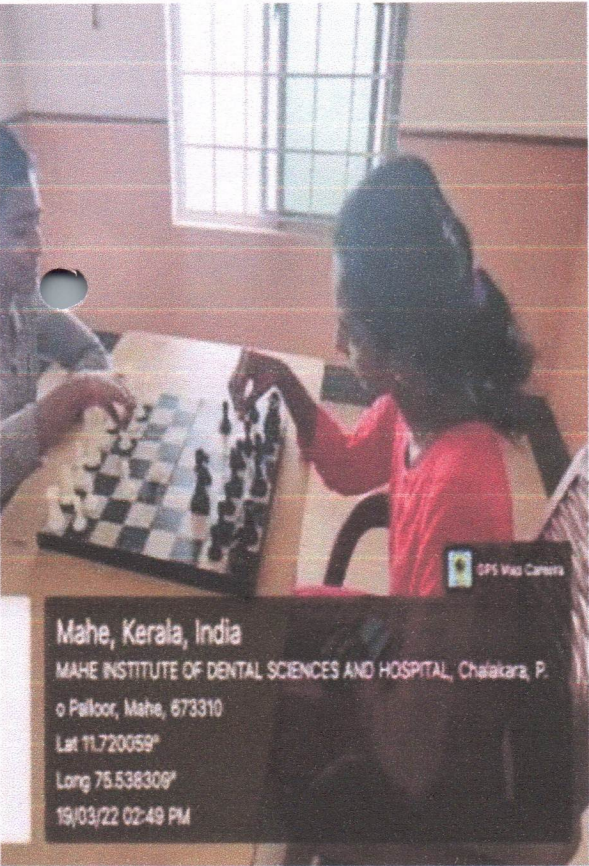 GPS Map Camera
Mahe, Kerala, India
MAHE INSTITUTE OF DENTAL SCIENCES AND HOSPITAL, Chalakara, P.
o Palloor, Mahe, 673310
Lat 11.720059°
Long 75.538309°
19/03/22 02:49 PM